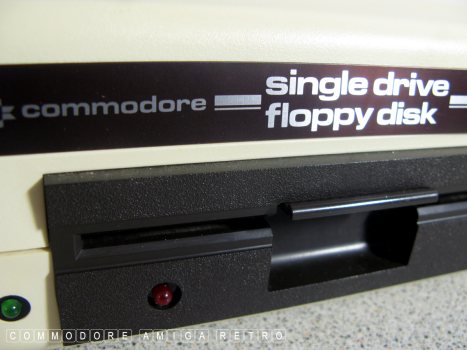 commodore
single drive
floppy disk
COMMODORE AMIGA RETRO